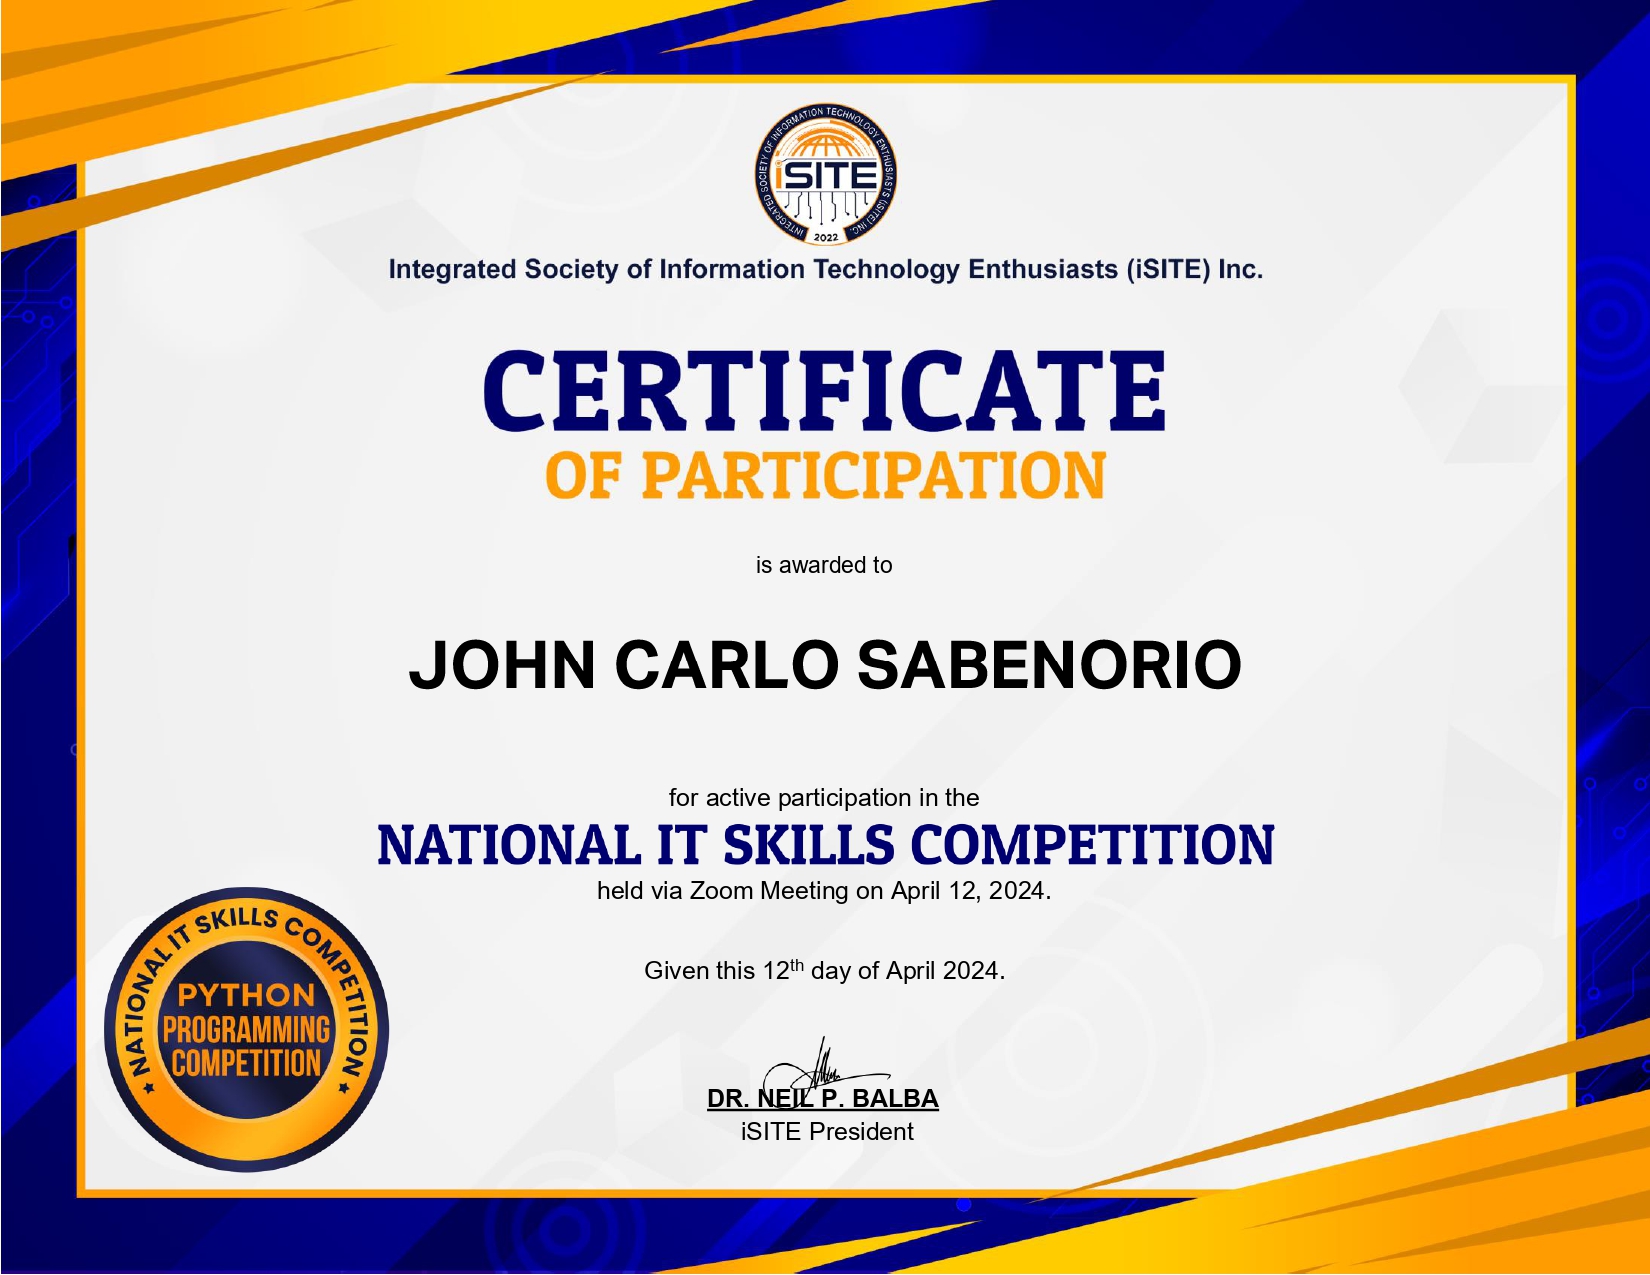 INTEGRATED SOCIETY OF INFORMATION TECHNOLOGY ENTHUSIASTS (iSITE) INC.
iSITE
2022
Integrated Society of Information Technology Enthusiasts (iSITE) Inc.
CERTIFICATE
OF PARTICIPATION
is awarded to
JOHN CARLO SABENORIO
for active participation in the
NATIONAL IT SKILLS COMPETITION
held via Zoom Meeting on April 12, 2024.
Given this 12th day of April 2024.
NATIONAL IT SKILLS COMPETITION
PYTHON
PROGRAMMING
COMPETITION
DR. NEIL P. BALBA
iSITE President